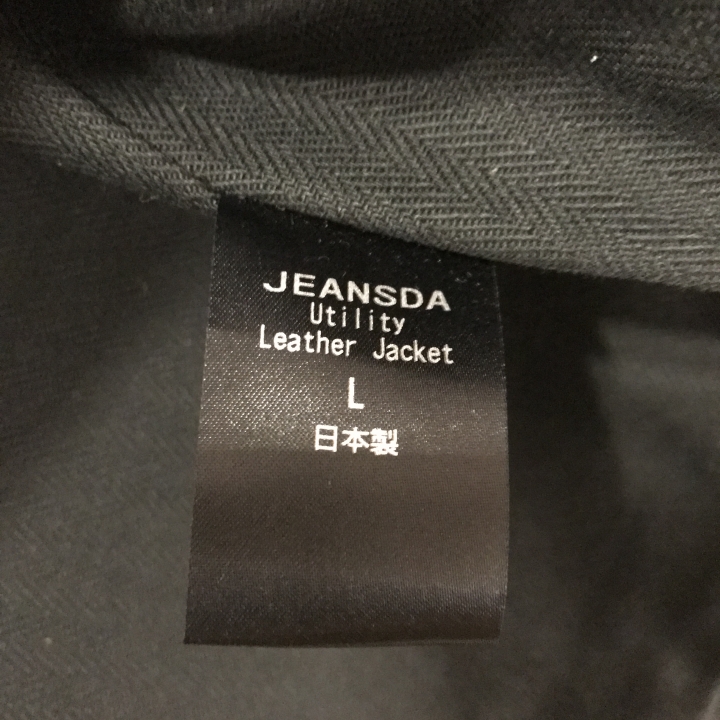 JEANSDA
Utility
Leather Jacket
L
日本製